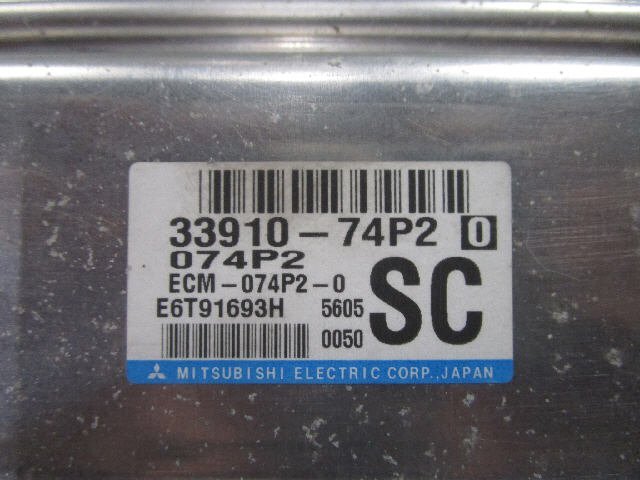 33910-74P2 0
074P2
ECM-074P2-0
E6T91693H 5605
0050
SC
MITSUBISHI ELECTRIC CORP., JAPAN